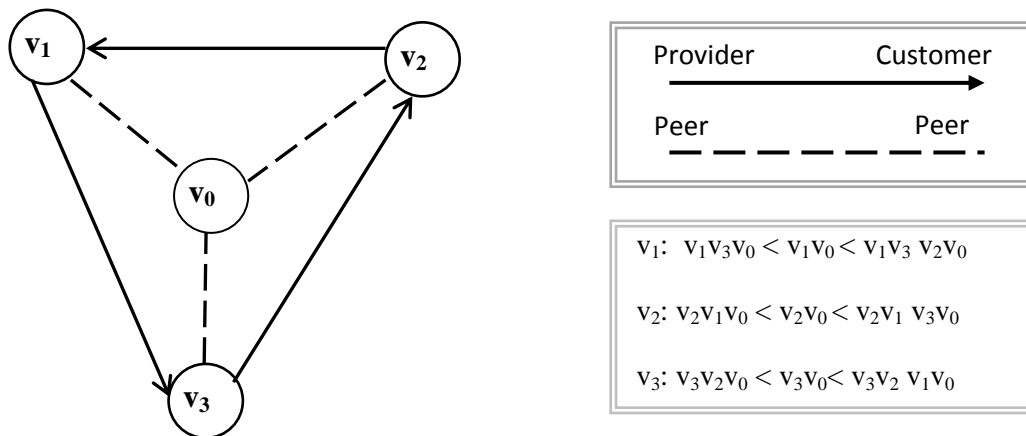 v₁
v₂
v₀
v₃
Provider Customer
Peer Peer
v₁: v₁v₃v₀ < v₁v₀ < v₁v₃ v₂v₀
v₂: v₂v₁v₀ < v₂v₀ < v₂v₁ v₃v₀
v₃: v₃v₂v₀ < v₃v₀< v₃v₂ v₁v₀